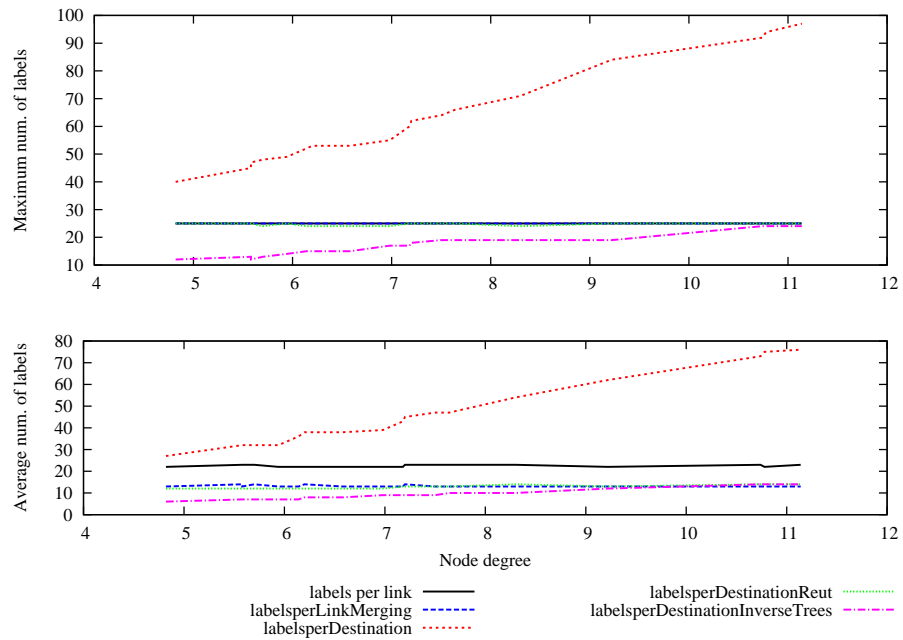 100
90
80
70
60
50
40
30
20
10
Maximum num. of labels
4 5 6 7 8 9 10 11 12
80
70
60
50
40
30
20
10
0
Average num. of labels
4 5 6 7 8 9 10 11 12
Node degree
labels per link
labelsperLinkMerging
labelsperDestination
labelsperDestinationReut
labelsperDestinationInverseTrees